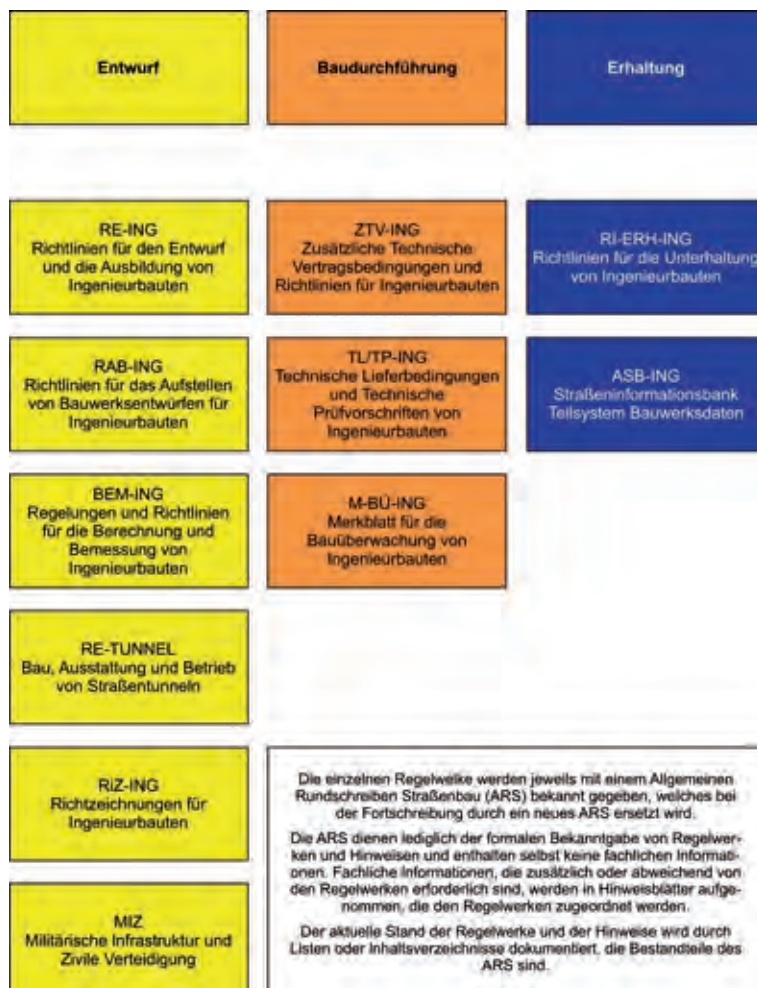 Entwurf
Baudurchführung
Erhaltung
RE-ING
Richtlinien für den Entwurf
und die Ausbildung von
Ingenieurbauten
ZTV-ING
Zusätzliche Technische
Vertragsbedingungen und
Richtlinien für Ingenieurbauten
RI-ERH-ING
Richtlinien für die Unterhaltung
von Ingenieurbauten
RAB-ING
Richtlinien für das Aufstellen
von Bauwerksentwürfen für
Ingenieurbauten
TL/TP-ING
Technische Lieferbedingungen
und Technische
Prüfvorschriften von
Ingenieurbauten
ASB-ING
Straßeninformationsbank
Teilsystem Bauwerksdaten
BEM-ING
Regelungen und Richtlinien
für die Berechnung und
Bemessung von
Ingenieurbauten
M-BÜ-ING
Merkblatt für die
Bauüberwachung von
Ingenieurbauten
RE-TUNNEL
Bau, Ausstattung und Betrieb
von Straßentunneln
RiZ-ING
Richtzeichnungen für
Ingenieurbauten
MIZ
Militärische Infrastruktur und
Zivile Verteidigung
Die einzelnen Regelwelke werden jeweils mit einem Allgemeinen
Rundschreiben Straßenbau (ARS) bekannt gegeben, welches bei
der Fortschreibung durch ein neues ARS ersetzt wird.
Die ARS dienen lediglich der formalen Bekanntgabe von Regelwer-
ken und Hinweisen und enthalten selbst keine fachlichen Informati-
onen. Fachliche Informationen, die zusätzlich oder abweichend von
den Regelwerken erforderlich sind, werden in Hinweisblätter aufge-
nommen, die den Regelwerken zugeordnet werden.
Der aktuelle Stand der Regelwerke und der Hinweise wird durch
Listen oder Inhaltsverzeichnisse dokumentiert, die Bestandteile des
ARS sind.